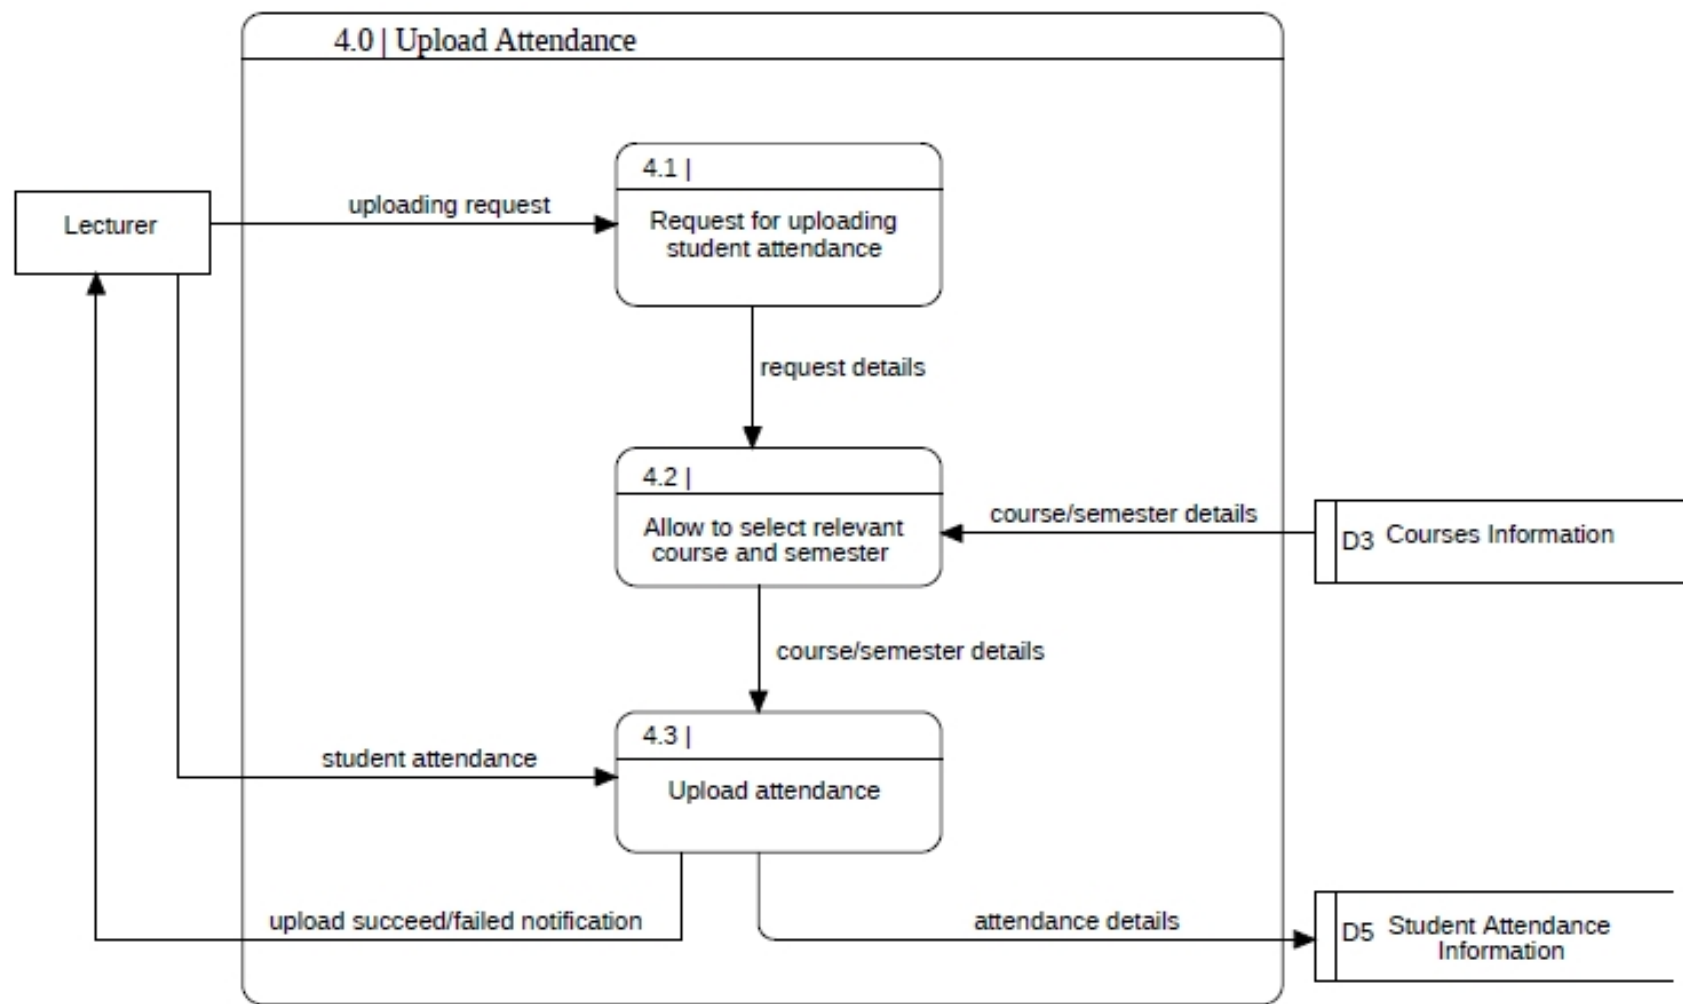 4.0 | Upload Attendance
4.1 |
uploading request
Lecturer
Request for uploading
student attendance
request details
4.2 |
course/semester details
Allow to select relevant
course and semester
D3 Courses Information
course/semester details
4.3 |
student attendance
Upload attendance
upload succeed/failed notification
attendance details
D5 Student Attendance
Information